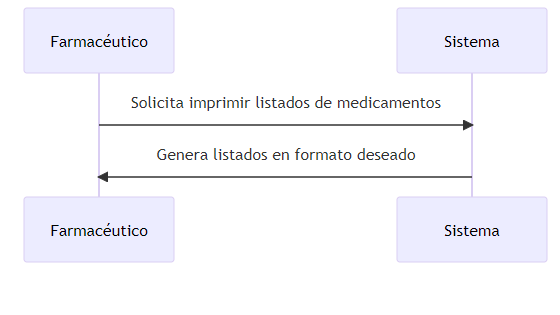 Farmacéutico
Sistema
Solicita imprimir listados de medicamentos
Genera listados en formato deseado
Farmacéutico
Sistema